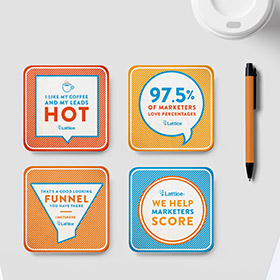 I LIKE MY COFFEE
AND MY LEADS
HOT
Lattice
97.5%
OF MARKETERS
LOVE PERCENTAGES
Lattice
THAT'S A GOOD LOOKING
FUNNEL
YOU HAVE THERE
Lattice
Lattice
WE HELP
MARKETERS
SCORE